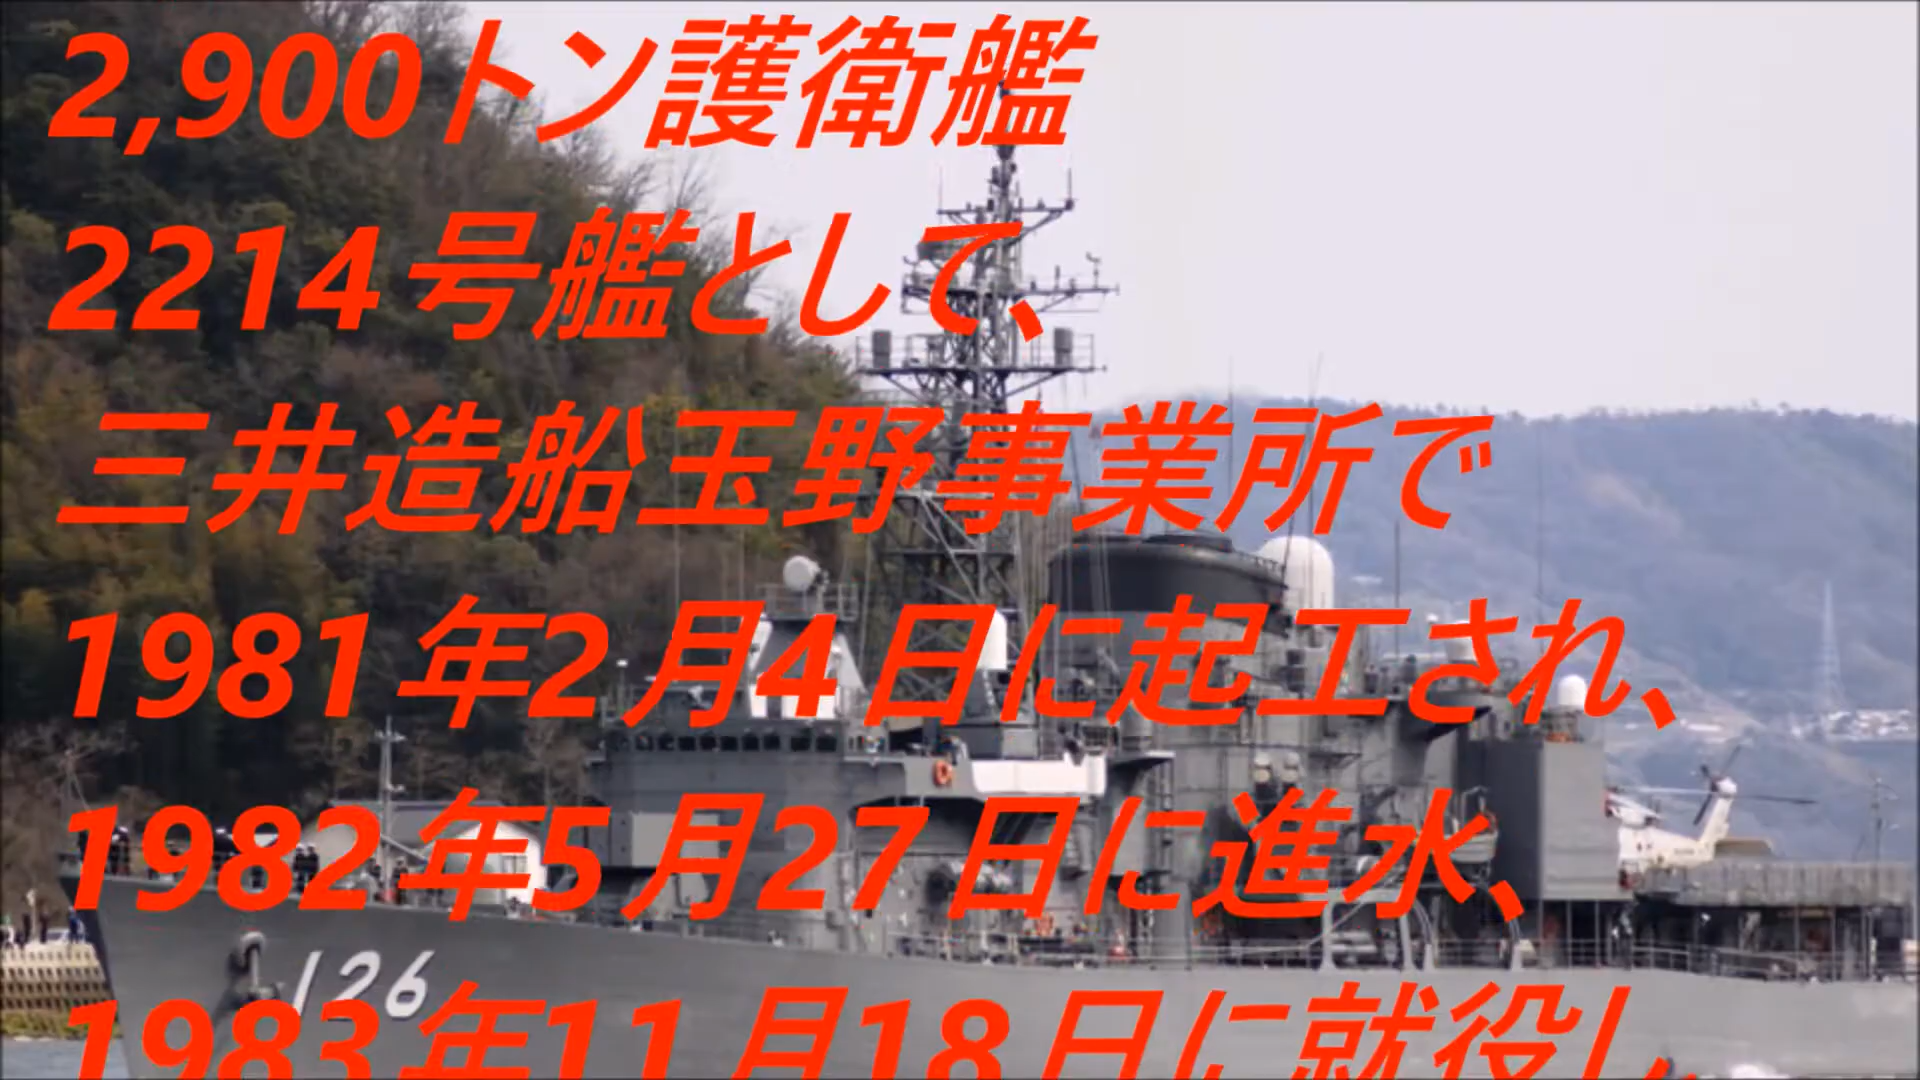 2,900トン護衛艦
2214号艦として、
三井造船玉野事業所で
1981年2月4日に起工され、
1982年5月27日に進水、
126
1983年11月18日に就役し、